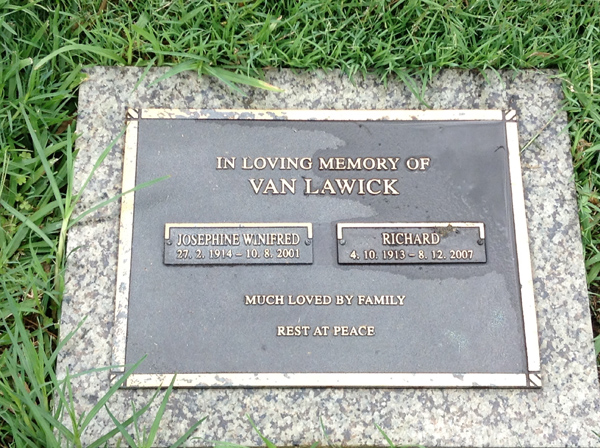 IN LOVING MEMORY OF
VAN LAWICK
JOSEPHINE WINIFRED
27. 2. 1914 – 10. 8. 2001
RICHARD
4. 10. 1913 – 8. 12. 2007
MUCH LOVED BY FAMILY
REST AT PEACE